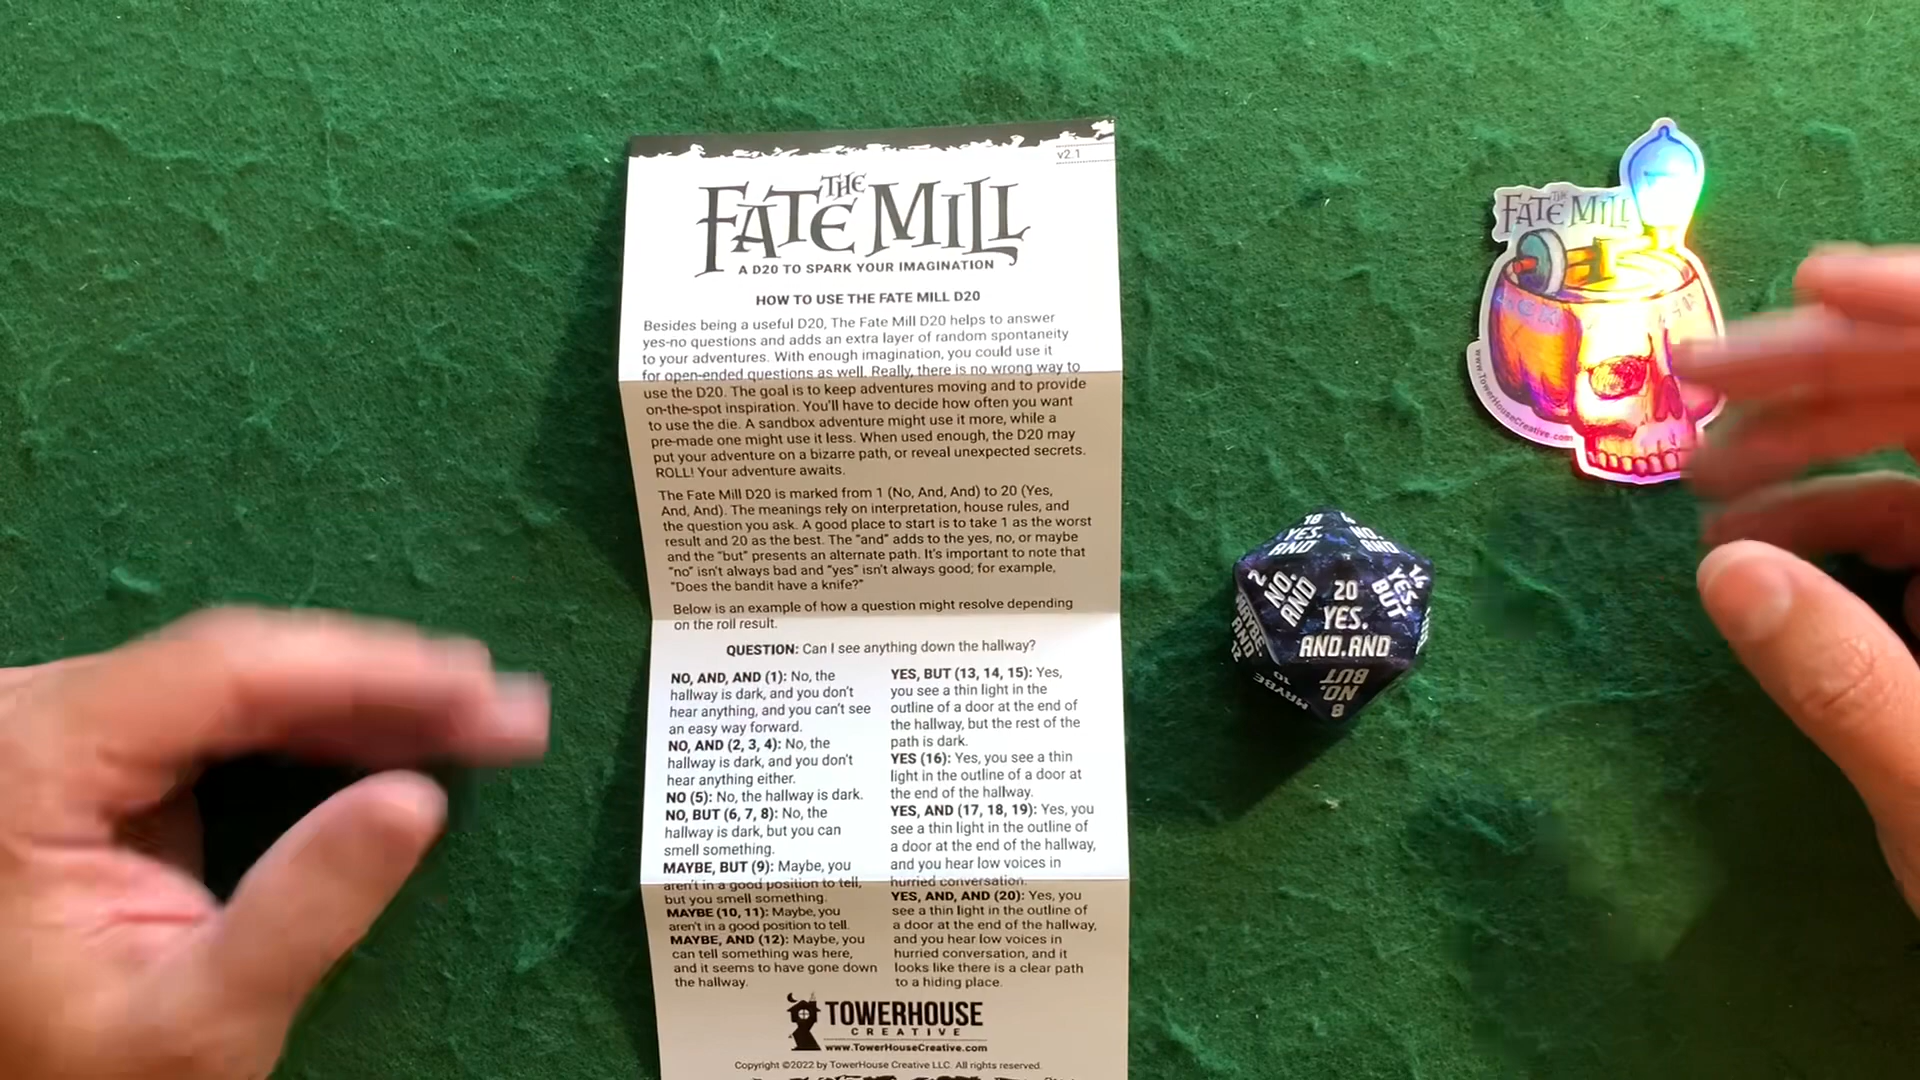 v2.1
THE
FATE MILL
A D20 TO SPARK YOUR IMAGINATION
HOW TO USE THE FATE MILL D20
Besides being a useful D20, The Fate Mill D20 helps to answer
yes-no questions and adds an extra layer of random spontaneity
to your adventures. With enough imagination, you could use it
for open-ended questions as well. Really, there is no wrong way to
use the D20. The goal is to keep adventures moving and to provide
on-the-spot inspiration. You'll have to decide how often you want
to use the die. A sandbox adventure might use it more, while a
pre-made one might use it less. When used enough, the D20 may
put your adventure on a bizarre path, or reveal unexpected secrets.
ROLL! Your adventure awaits.
The Fate Mill D20 is marked from 1 (No, And, And) to 20 (Yes,
And, And). The meanings rely on interpretation, house rules, and
the question you ask. A good place to start is to take 1 as the worst
result and 20 as the best. The "and" adds to the yes, no, or maybe
and the "but" presents an alternate path. It's important to note that
"no" isn't always bad and "yes" isn't always good; for example,
"Does the bandit have a knife?"
Below is an example of how a question might resolve depending
on the roll result.
QUESTION: Can I see anything down the hallway?
NO, AND, AND (1): No, the
hallway is dark, and you don't
hear anything, and you can't see
an easy way forward.
NO, AND (2, 3, 4): No, the
hallway is dark, and you don't
hear anything either.
NO (5): No, the hallway is dark.
NO, BUT (6, 7, 8): No, the
hallway is dark, but you can
smell something.
MAYBE, BUT (9): Maybe, you
aren't in a good position to tell,
but you smell something.
MAYBE (10, 11): Maybe, you
aren't in a good position to tell.
MAYBE, AND (12): Maybe, you
can tell something was here,
and it seems to have gone down
the hallway.
YES, BUT (13, 14, 15): Yes,
you see a thin light in the
outline of a door at the end of
the hallway, but the rest of the
path is dark.
YES (16): Yes, you see a thin
light in the outline of a door at
the end of the hallway.
YES, AND (17, 18, 19): Yes, you
see a thin light in the outline of
a door at the end of the hallway,
and you hear low voices in
hurried conversation.
YES, AND, AND (20): Yes, you
see a thin light in the outline of
a door at the end of the hallway,
and you hear low voices in
hurried conversation, and it
looks like there is a clear path
to a hiding place.
TOWERHOUSE
CREATIVE
www.TowerHouseCreative.com
Copyright ©2022 by TowerHouse Creative LLC. All rights reserved.
THE
FATE MILL
www.TowerHouseCreative.com
18
YES,
AND
NO,
AND
2
NO,
AND
20
YES,
AND,AND
14
YES,
BUT
MAYBE,
AND
12
10
MAYBE
NO,
BUT
8